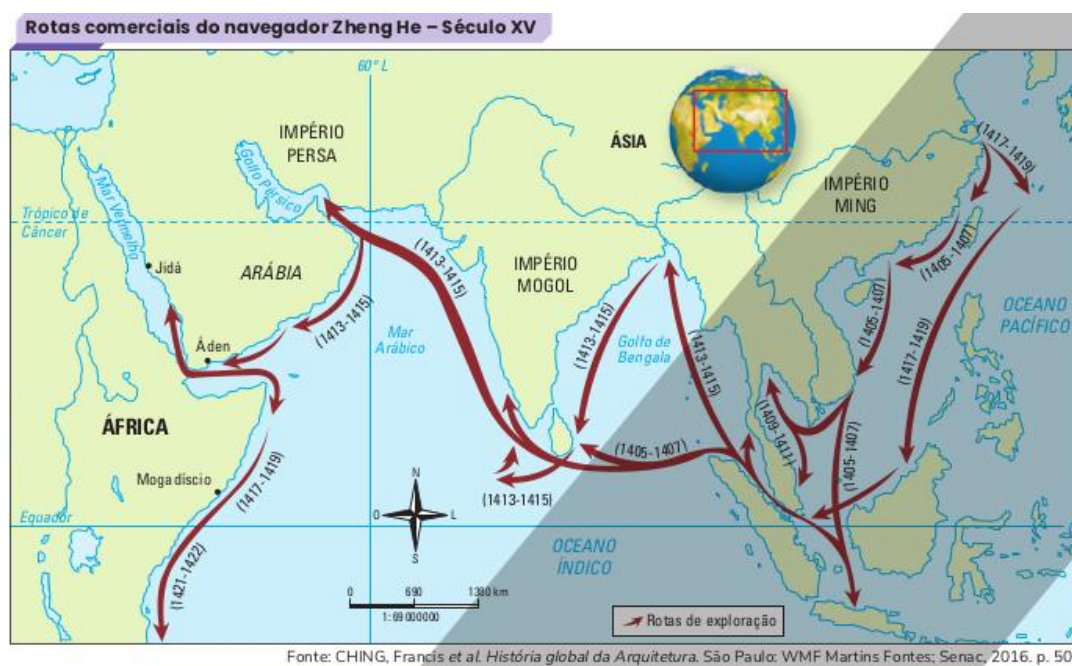 Rotas comerciais do navegador Zheng He – Século XV
60° L
IMPÉRIO
PERSA
ÁSIA
IMPÉRIO
MING
(1417-1419)
Golfo Pérsico
Mar Vermelho
Trópico de
Câncer
Jidá
ARÁBIA
(1413-1415)
(1413-1415)
IMPÉRIO
MOGOL
(1413-1415)
Golfo de
Bengala
(1413-1415)
(1405-1407)
(1405-1407)
(1417-1419)
OCEANO
PACÍFICO
Mar
Arábico
Áden
ÁFRICA
(1409-1411)
(1405-1407)
(1405-1407)
(1413-1415)
Mogadíscio
(1417-1419)
Equador
(1421-1422)
N
O
L
S
OCEANO
ÍNDICO
0 690 1380 km
1: 69 000 000
Rotas de exploração
Fonte: CHING, Francis et al. História global da Arquitetura. São Paulo: WMF Martins Fontes; Senac, 2016. p. 50